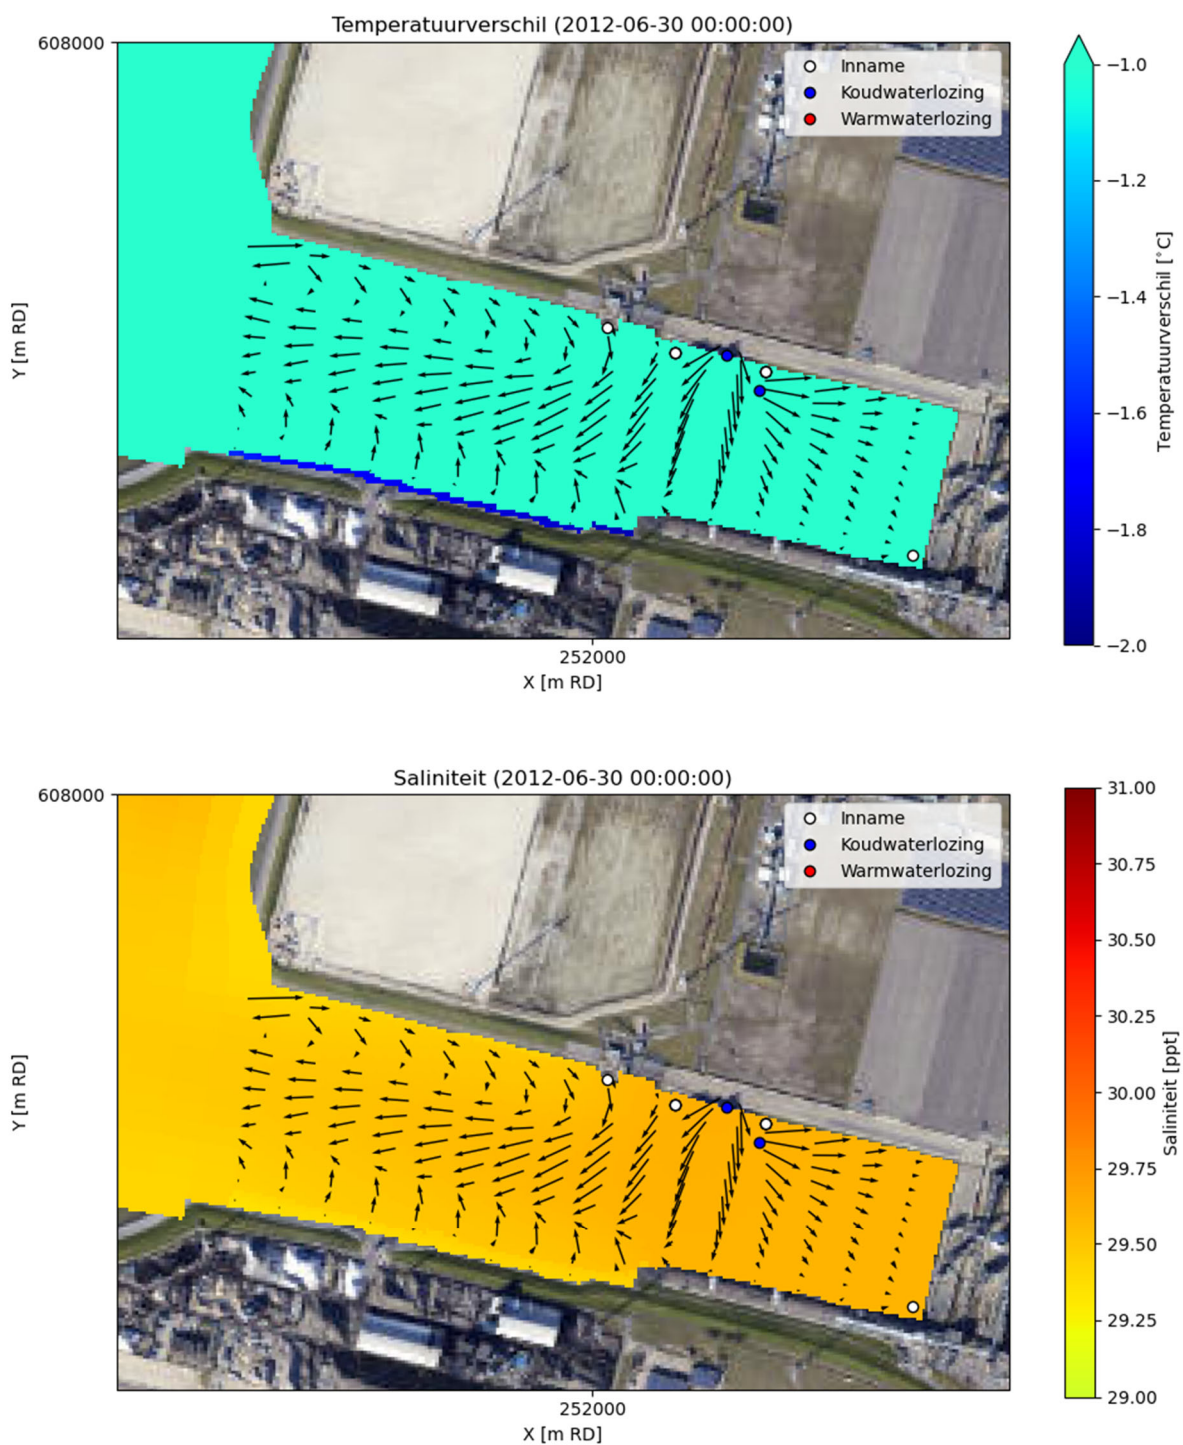 Temperatuurverschil (2012-06-30 00:00:00)
608000
Inname
Koudwaterlozing
Warmwaterlozing
Y [m RD]
252000
X [m RD]
−1.0
−1.2
−1.4
−1.6
−1.8
−2.0
Temperatuurverschil [°C]
Saliniteit (2012-06-30 00:00:00)
608000
Inname
Koudwaterlozing
Warmwaterlozing
Y [m RD]
252000
X [m RD]
31.00
30.75
30.50
30.25
30.00
29.75
29.50
29.25
29.00
Saliniteit [ppt]